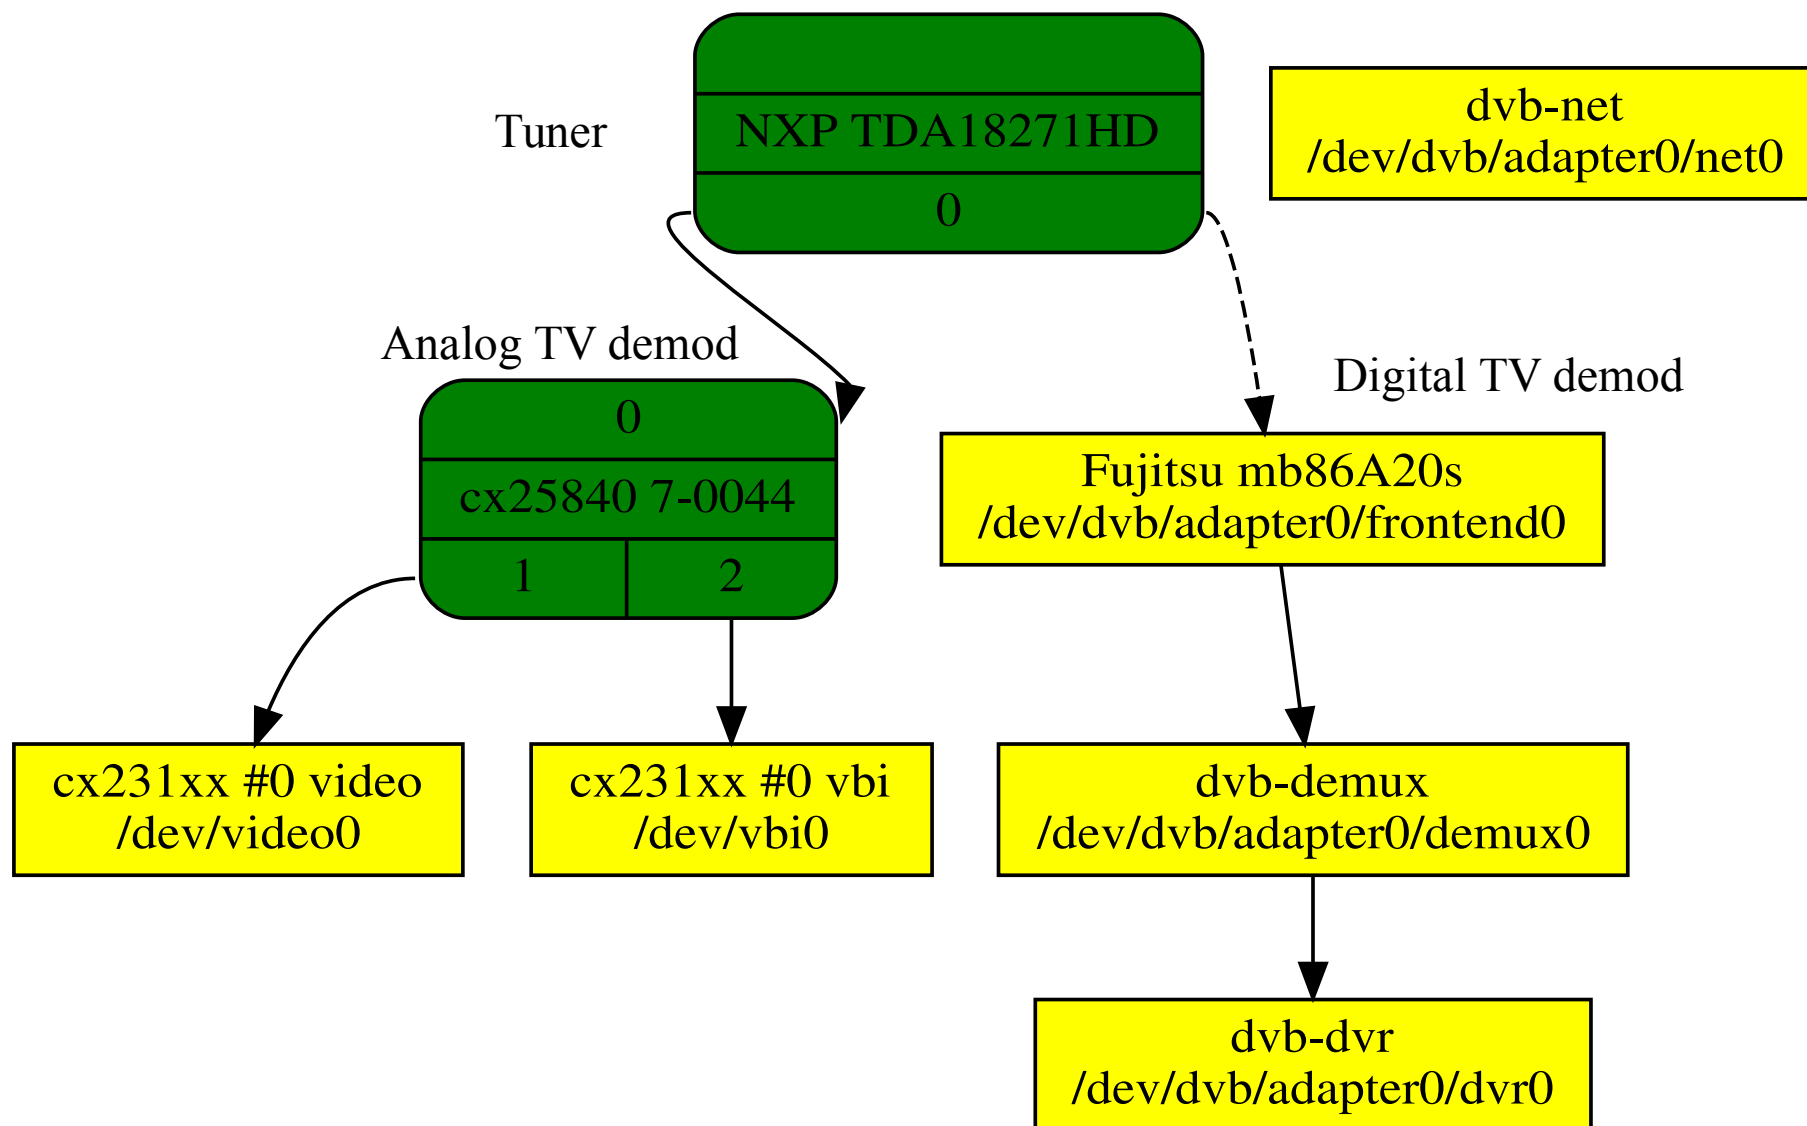 Tuner
NXP TDA18271HD
0
dvb-net
/dev/dvb/adapter0/net0
Analog TV demod
0
cx25840 7-0044
1 2
Digital TV demod
Fujitsu mb86A20s
/dev/dvb/adapter0/frontend0
cx231xx #0 video
/dev/video0
cx231xx #0 vbi
/dev/vbi0
dvb-demux
/dev/dvb/adapter0/demux0
dvb-dvr
/dev/dvb/adapter0/dvr0